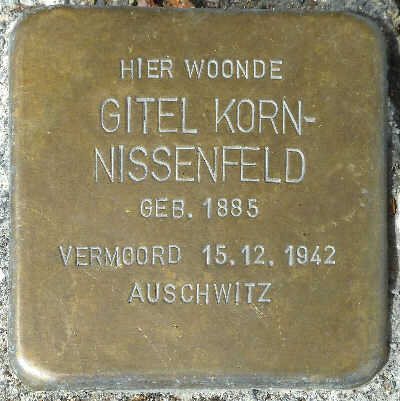 HIER WOONDE
GITEL KORN-
NISSENFELD
GEB. 1885
VERMOORD 15.12.1942
AUSCHWITZ